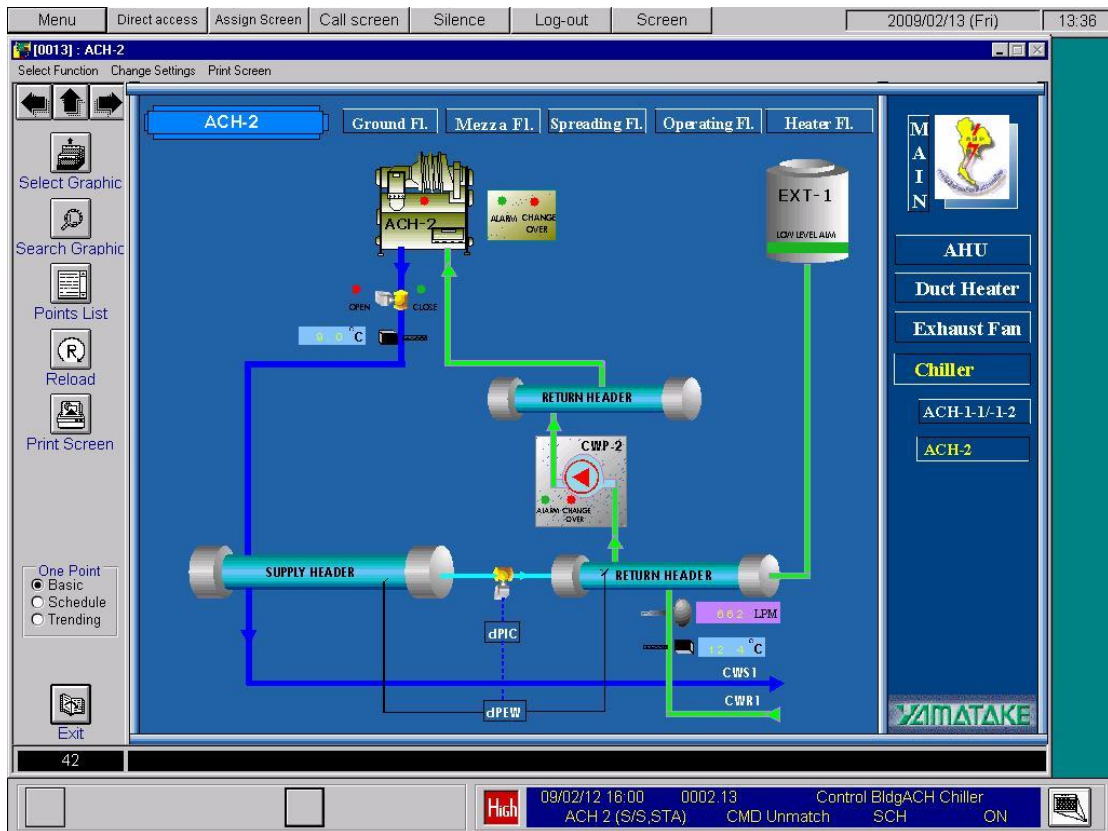 Menu
Direct access
Assign Screen
Call screen
Silence
Log-out
Screen
2009/02/13 (Fri)
13:36
[0013] : ACH-2
Select Function Change Settings Print Screen
ACH-2
Ground Fl.
Mezza Fl.
Spreading Fl.
Operating Fl.
Heater Fl.
MAIN
Select Graphic
Search Graphic
Points List
R
Reload
Print Screen
ACH-2
ALARM CHANGE
OVER
EXT-1
LOW LEVEL ALM
OPEN
CLOSE
9.0 °C
RETURN HEADER
CWP-2
ALARM CHANGE
OVER
SUPPLY HEADER
RETURN HEADER
662 LPM
dPIC
12.4 °C
CWS1
CWR1
dPEW
AHU
Duct Heater
Exhaust Fan
Chiller
ACH-1-1/-1-2
ACH-2
YAMATAKE
One Point
Basic
Schedule
Trending
Exit
42
High
09/02/12 16:00 0002.13 Control BldgACH Chiller
ACH 2 (S/S,STA) CMD Unmatch SCH ON